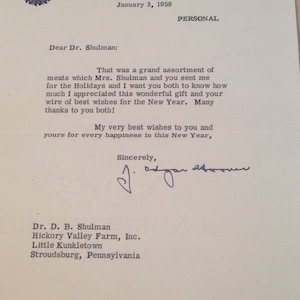 January 3, 1958
PERSONAL
Dear Dr. Shulman:
That was a grand assortment of
meats which Mrs. Shulman and you sent me
for the Holidays and I want you both to know how
much I appreciated this wonderful gift and your
wire of best wishes for the New Year. Many
thanks to you both!
My very best wishes to you and
yours for every happiness in this New Year,
Sincerely,
J. Edgar Hoover
Dr. D. B. Shulman
Hickory Valley Farm, Inc.
Little Kunkletown
Stroudsburg, Pennsylvania